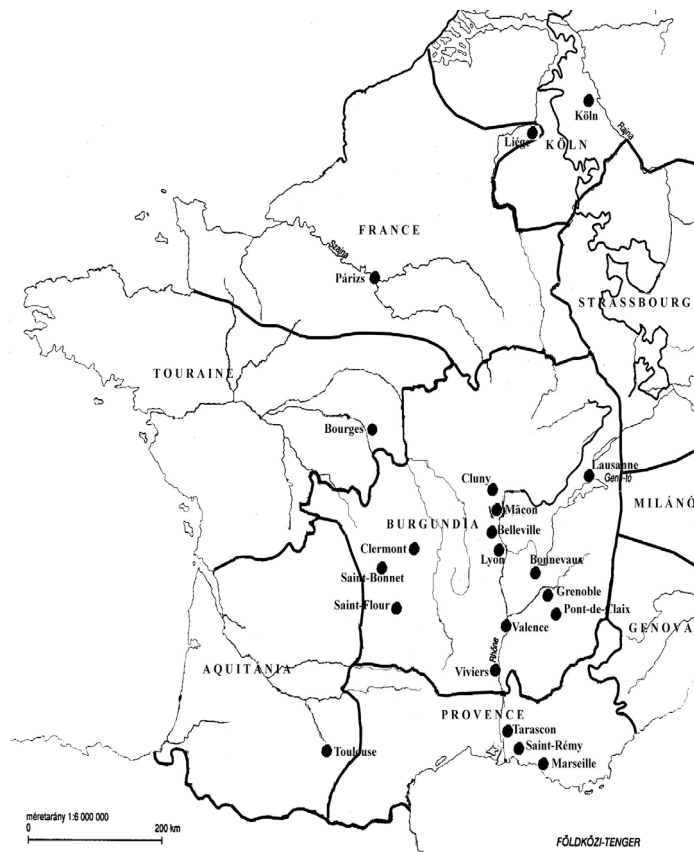 Köln
Rajna
Liége
KÖLN
FRANCE
Szajna
Párizs
STRASSBOURG
TOURAINE
Bourges
Lausanne
Genfi-tó
Cluny
MILÁNÓ
Mâcon
BURGUNDIA
Belleville
Clermont
Lyon
Bonnevaux
Saint-Bonnet
Grenoble
Saint-Flour
Pont-de-Claix
Valence
GENOVA
Rhône
AQUITÁNIA
Viviers
PROVENCE
Tarascon
Saint-Rémy
Toulouse
Marseille
méretarány 1:6 000 000
0 200 km
FÖLDKÖZI-TENGER